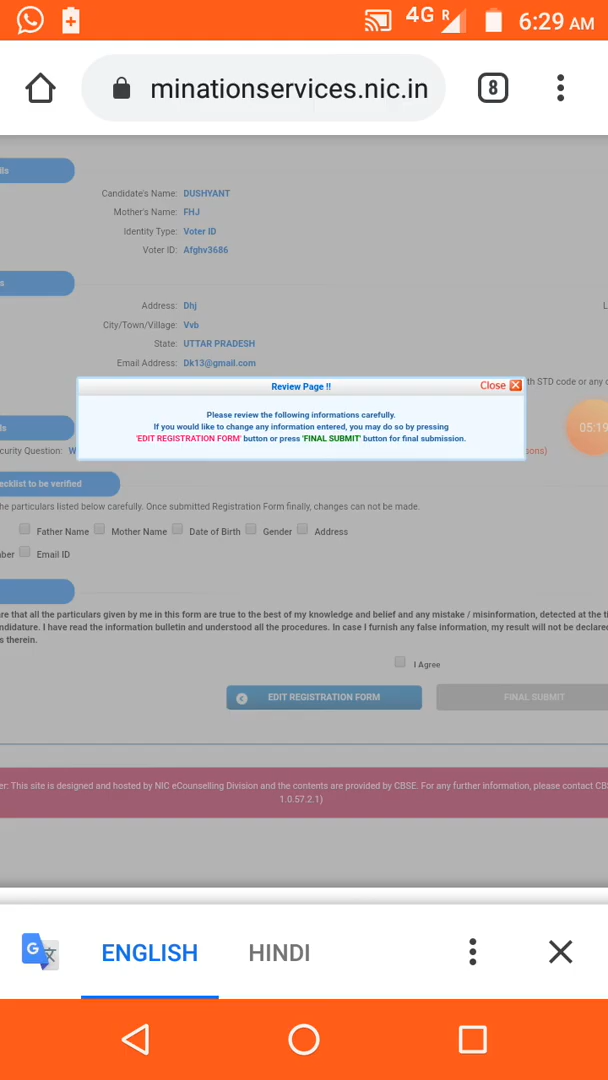 4G R 6:29 AM
minationservices.nic.in 8
ils
Candidate's Name: DUSHYANT
Mother's Name: FHJ
Identity Type: Voter ID
Voter ID: Afghv3686
s
Address: Dhj L
City/Town/Village: Vvb
State: UTTAR PRADESH
Email Address: Dk13@gmail.com
th STD code or any o
Review Page !! Close
Please review the following informations carefully.
If you would like to change any information entered, you may do so by pressing
'EDIT REGISTRATION FORM' button or press 'FINAL SUBMIT' button for final submission.
ils 05:19
curity Question: W sons)
ecklist to be verified
he particulars listed below carefully. Once submitted Registration Form finally, changes can not be made.
Father Name Mother Name Date of Birth Gender Address
ber Email ID
are that all the particulars given by me in this form are true to the best of my knowledge and belief and any mistake / misinformation, detected at the ti
ndidature. I have read the information bulletin and understood all the procedures. In case I furnish any false information, my result will not be declare
s therein.
I Agree
EDIT REGISTRATION FORM FINAL SUBMIT
er: This site is designed and hosted by NIC eCounselling Division and the contents are provided by CBSE. For any further information, please contact CBS
1.0.57.2.1)
G ENGLISH HINDI